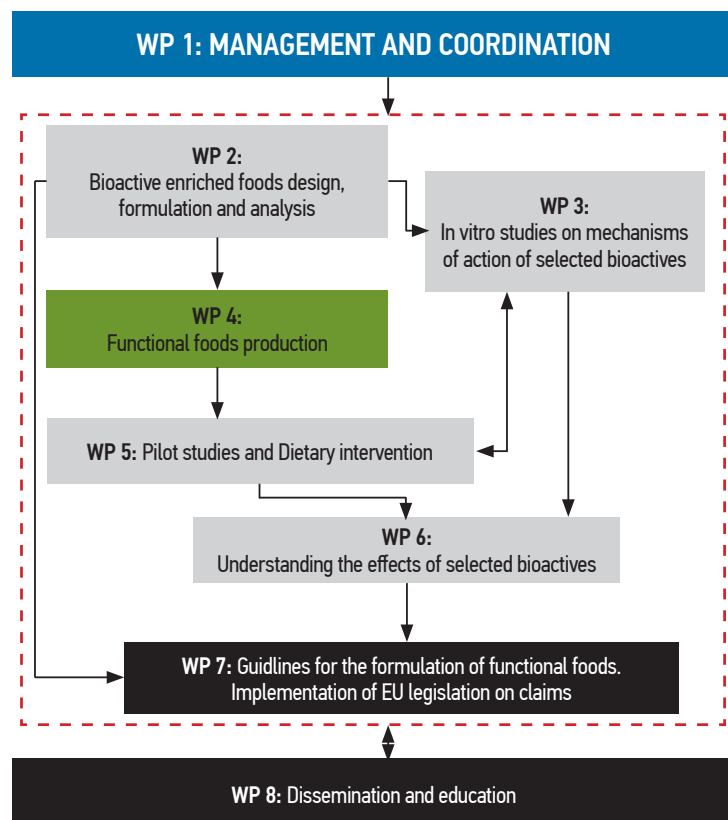 WP 1: MANAGEMENT AND COORDINATION
WP 2:
Bioactive enriched foods design,
formulation and analysis
WP 3:
In vitro studies on mechanisms
of action of selected bioactives
WP 4:
Functional foods production
WP 5: Pilot studies and Dietary intervention
WP 6:
Understanding the effects of selected bioactives
WP 7: Guidlines for the formulation of functional foods.
Implementation of EU legislation on claims
WP 8: Dissemination and education